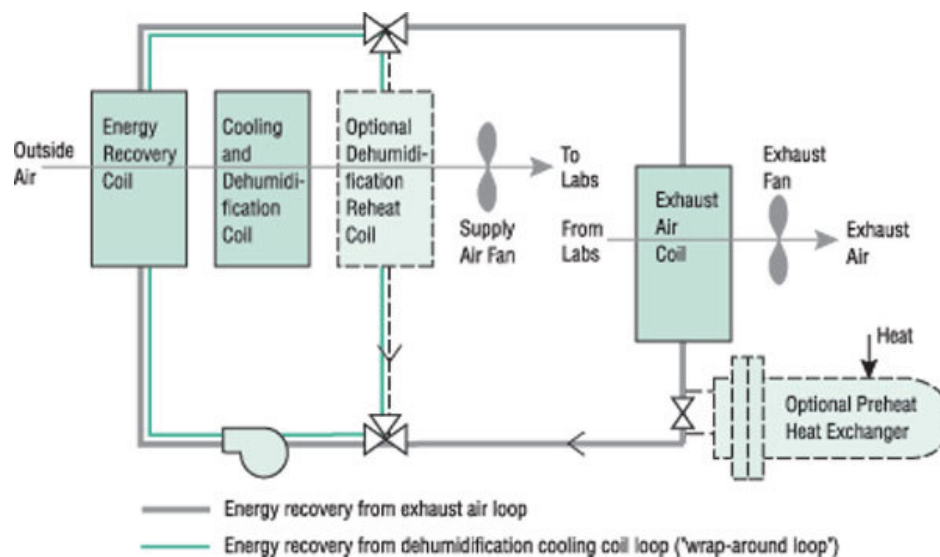 Outside
Air
Energy
Recovery
Coil
Cooling
and
Dehumidi-
fication
Coil
Optional
Dehumidi-
fication
Reheat
Coil
Supply
Air Fan
To
Labs
From
Labs
Exhaust
Air
Coil
Exhaust
Fan
Exhaust
Air
Heat
Optional Preheat
Heat Exchanger
Energy recovery from exhaust air loop
Energy recovery from dehumidification cooling coil loop ("wrap-around loop")